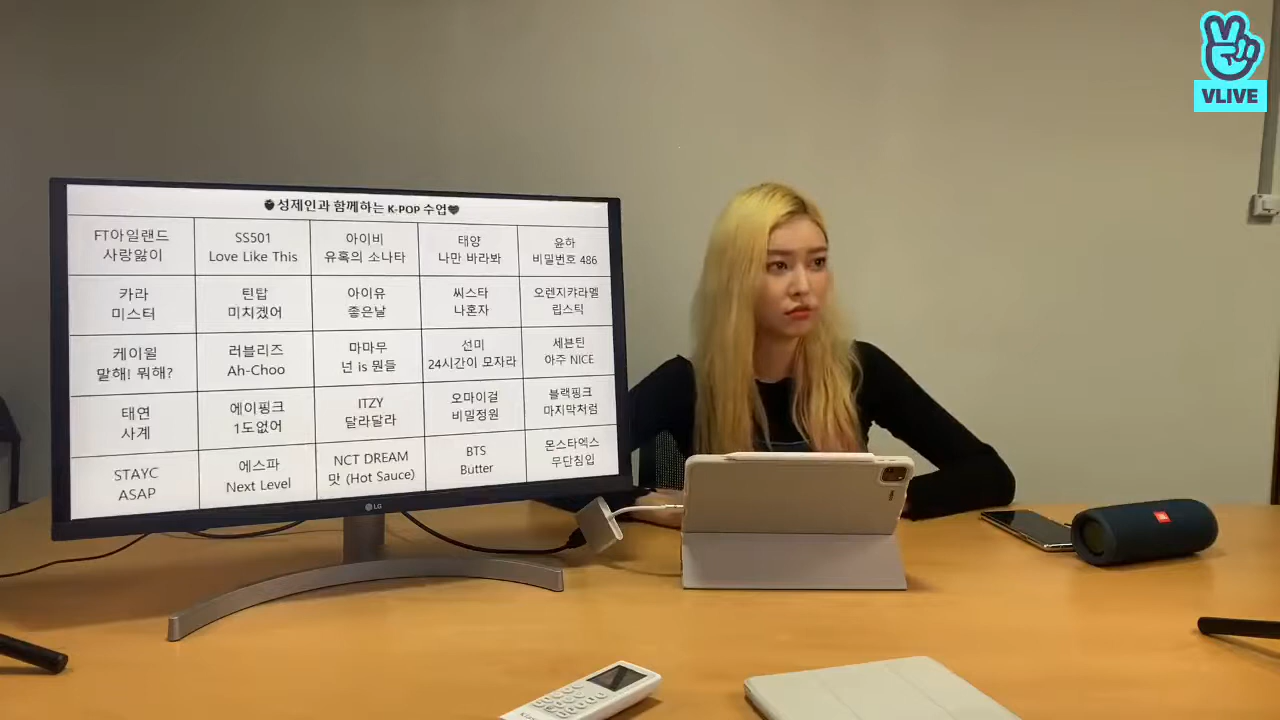 VLIVE
성제인과 함께하는 K-POP 수업
FT아일랜드
사랑앓이
SS501
Love Like This
아이비
유혹의 소나타
태양
나만 바라봐
윤하
비밀번호 486
카라
미스터
틴탑
미치겠어
아이유
좋은날
씨스타
나혼자
오렌지캬라멜
립스틱
케이윌
말해! 뭐해?
러블리즈
Ah-Choo
마마무
넌 is 뭔들
선미
24시간이 모자라
세븐틴
아주 NICE
태연
사계
에이핑크
1도없어
ITZY
달라달라
오마이걸
비밀정원
블랙핑크
마지막처럼
STAYC
ASAP
에스파
Next Level
NCT DREAM
맛 (Hot Sauce)
BTS
Butter
몬스타엑스
무단침입
LG
JBL